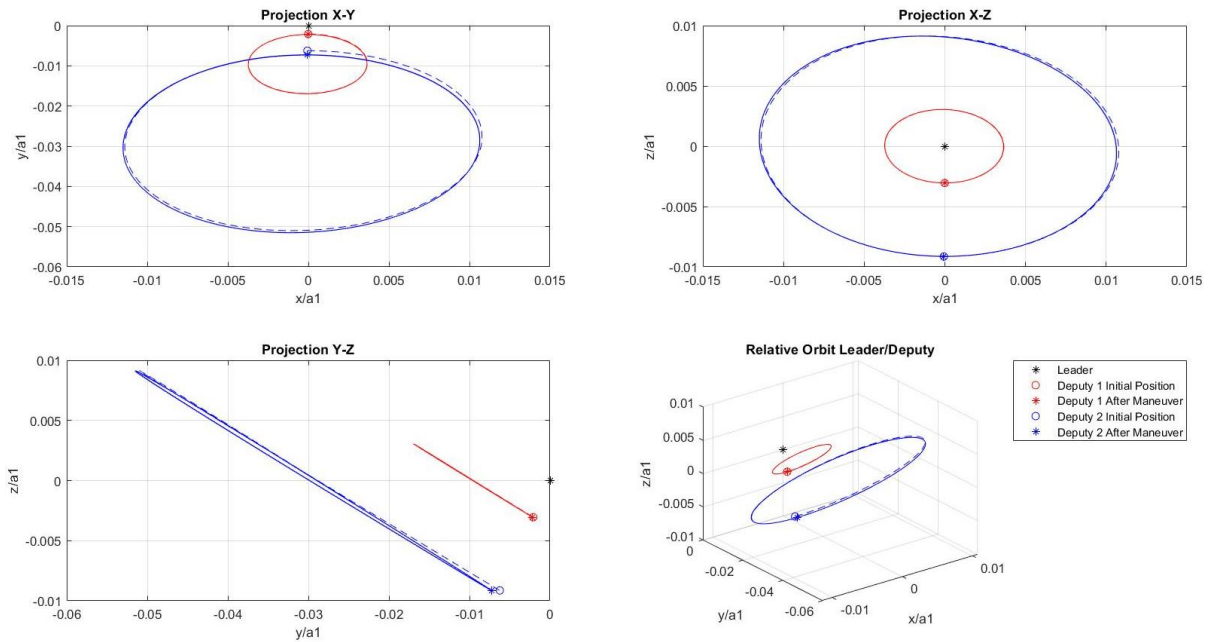 Projection X-Y
0
-0.01
-0.02
-0.03
-0.04
-0.05
-0.06
y/a1
-0.015 -0.01 -0.005 0 0.005 0.01 0.015
x/a1
Projection X-Z
0.01
0.005
0
-0.005
-0.01
z/a1
-0.015 -0.01 -0.005 0 0.005 0.01 0.015
x/a1
Projection Y-Z
0.01
0.005
0
-0.005
-0.01
z/a1
-0.06 -0.05 -0.04 -0.03 -0.02 -0.01 0
y/a1
Relative Orbit Leader/Deputy
0.01
0.005
0
-0.005
-0.01
z/a1
0
-0.02
-0.04
-0.06
y/a1
-0.01
0
0.01
x/a1
Leader
Deputy 1 Initial Position
Deputy 1 After Maneuver
Deputy 2 Initial Position
Deputy 2 After Maneuver